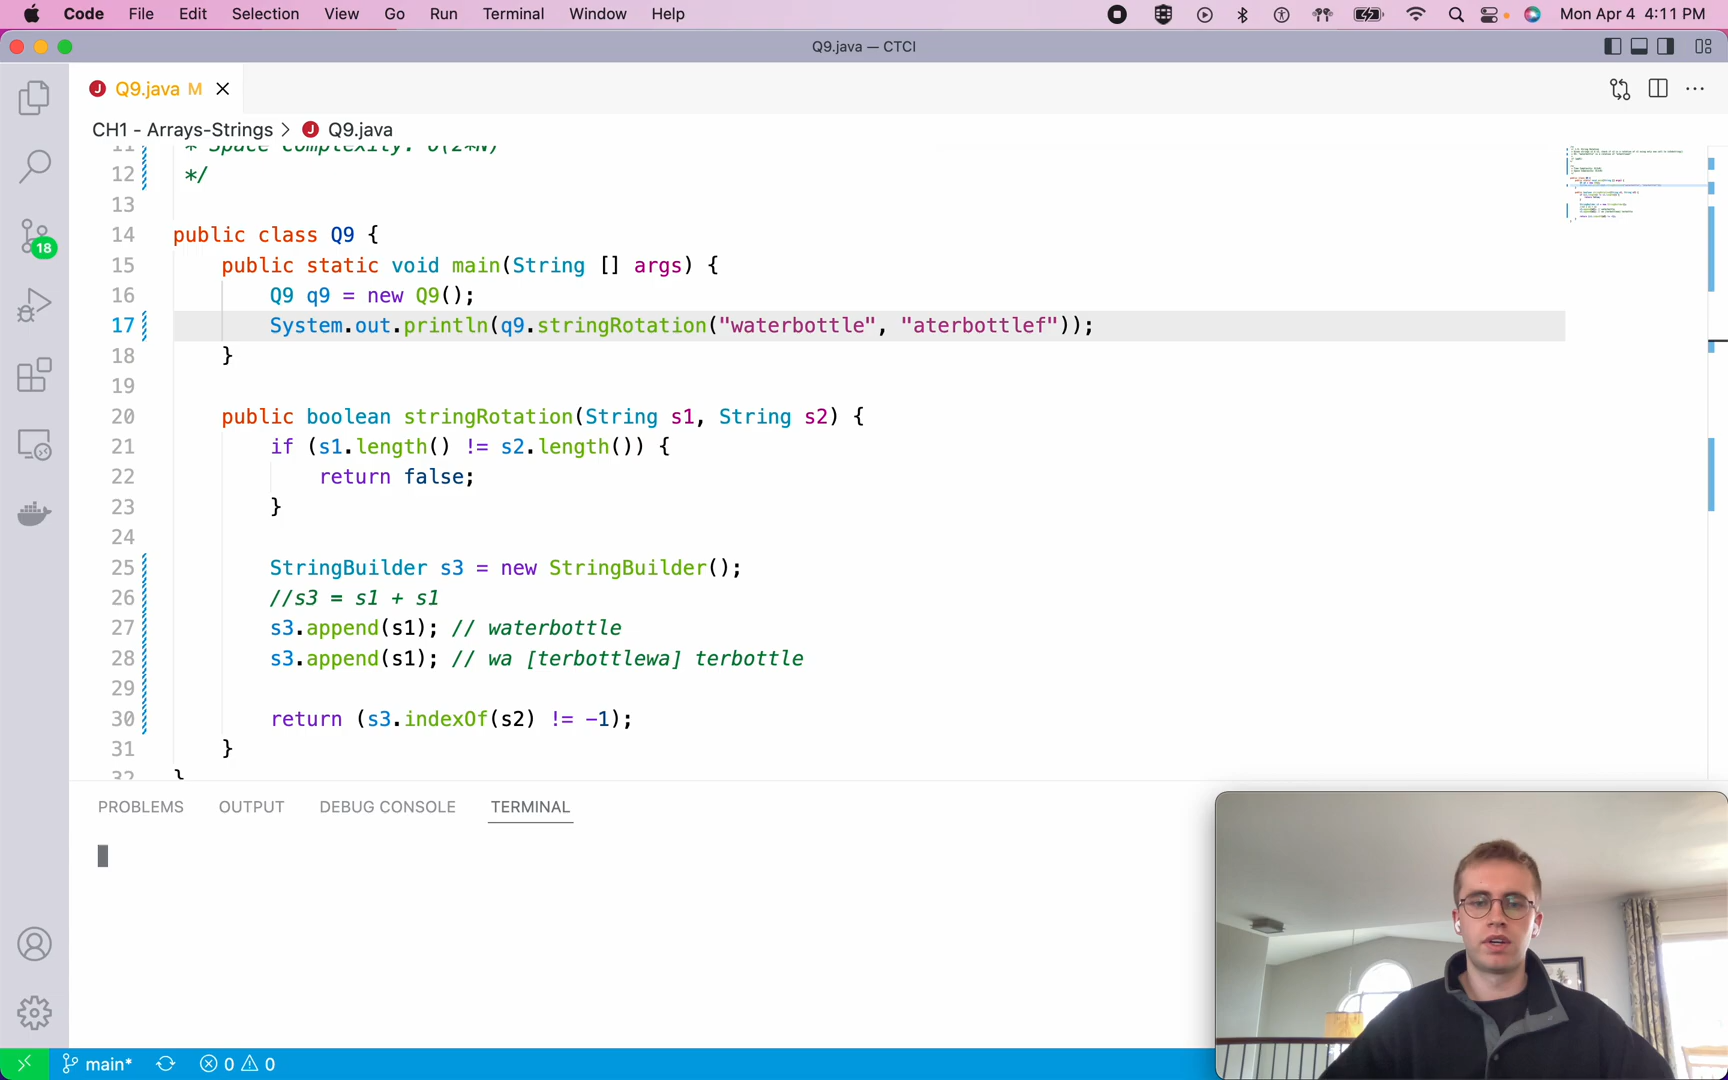 Code File Edit Selection View Go Run Terminal Window Help Mon Apr 4 4:11 PM
Q9.java — CTCI
J Q9.java M
CH1 - Arrays-Strings > J Q9.java
11 * Space Complexity: O(2*N)
12 */
13
14 public class Q9 {
15 public static void main(String [] args) {
16 Q9 q9 = new Q9();
17 System.out.println(q9.stringRotation("waterbottle", "aterbottlef"));
18 }
19
20 public boolean stringRotation(String s1, String s2) {
21 if (s1.length() != s2.length()) {
22 return false;
23 }
24
25 StringBuilder s3 = new StringBuilder();
26 //s3 = s1 + s1
27 s3.append(s1); // waterbottle
28 s3.append(s1); // wa [terbottlewa] terbottle
29
30 return (s3.indexOf(s2) != -1);
31 }
32 }
18
PROBLEMS OUTPUT DEBUG CONSOLE TERMINAL
main* 0 0